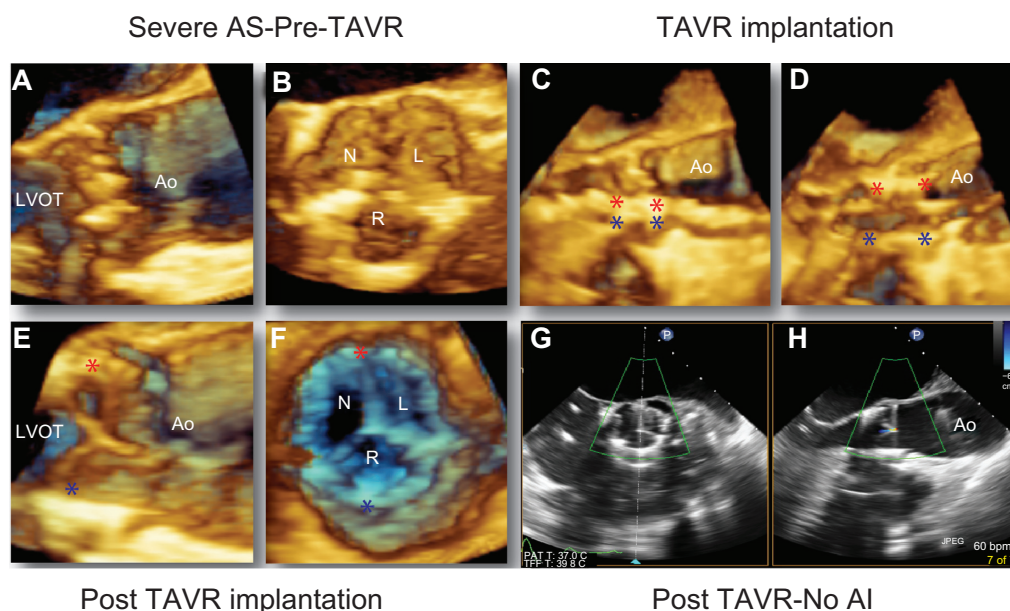 Severe AS-Pre-TAVR
TAVR implantation
A
Ao
LVOT
B
N
L
R
C
*
*
*
*
Ao
D
*
*
*
*
Ao
E
*
LVOT
Ao
*
F
*
N
L
R
*
G
P
PAT T: 37.0 C
TEE T: 39 8 C
H
P
Ao
cm
JPEG
60 bpm
7 of
Post TAVR implantation
Post TAVR-No AI